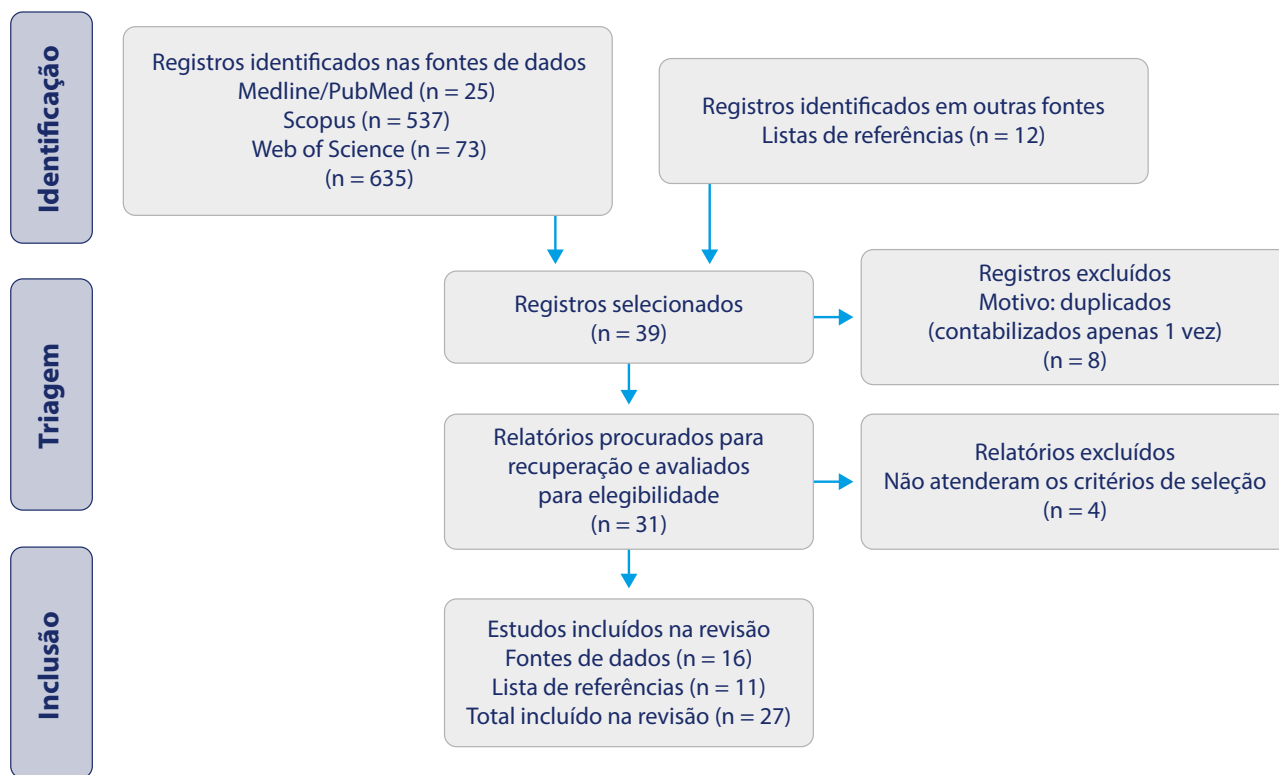 Identificação
Registros identificados nas fontes de dados
Medline/PubMed (n = 25)
Scopus (n = 537)
Web of Science (n = 73)
(n = 635)
Registros identificados em outras fontes
Listas de referências (n = 12)
Triagem
Registros selecionados
(n = 39)
Registros excluídos
Motivo: duplicados
(contabilizados apenas 1 vez)
(n = 8)
Relatórios procurados para
recuperação e avaliados
para elegibilidade
(n = 31)
Relatórios excluídos
Não atenderam os critérios de seleção
(n = 4)
Inclusão
Estudos incluídos na revisão
Fontes de dados (n = 16)
Lista de referências (n = 11)
Total incluído na revisão (n = 27)